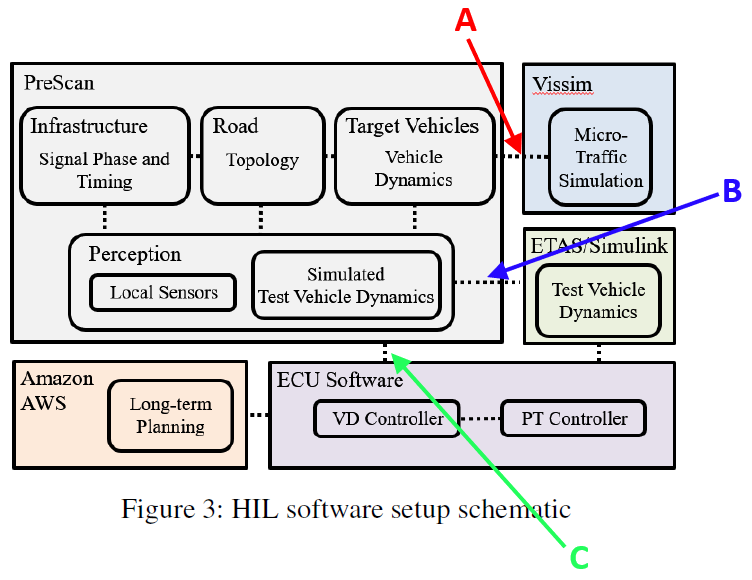 A
PreScan
Vissim
Infrastructure
Signal Phase and
Timing
Road
Topology
Target Vehicles
Vehicle
Dynamics
Micro-
Traffic
Simulation
B
Perception
Local Sensors
Simulated
Test Vehicle Dynamics
ETAS/Simulink
Test Vehicle
Dynamics
Amazon
AWS
Long-term
Planning
ECU Software
VD Controller
PT Controller
Figure 3: HIL software setup schematic
C